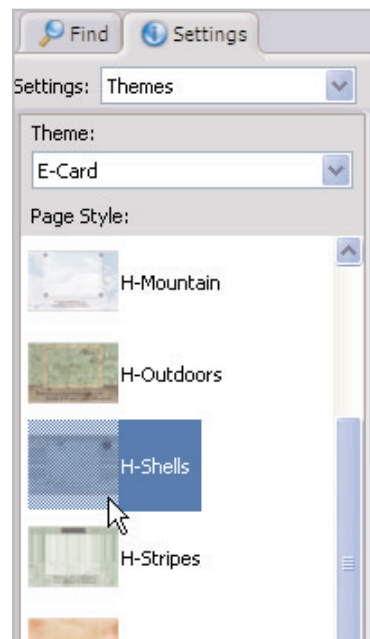 Find Settings
Settings: Themes
Theme:
E-Card
Page Style:
H-Mountain
H-Outdoors
H-Shells
H-Stripes